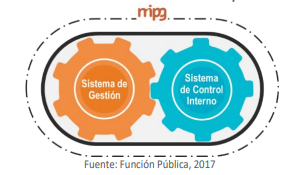 mipg
Sistema de
Gestión
Sistema
de Control
Interno
Fuente: Función Pública, 2017